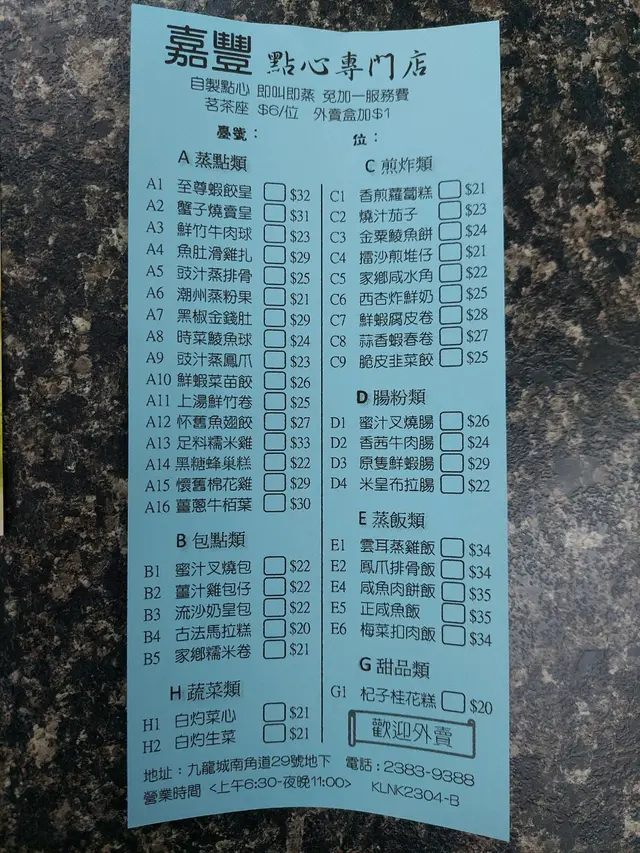 嘉豐 點心專門店
自製點心 即叫即蒸 免加一服務費
茗茶座 $6/位 外賣盒加$1
臺號： 位：
A 蒸點類
A1 至尊蝦餃皇 $32
A2 蟹子燒賣皇 $31
A3 鮮竹牛肉球 $23
A4 魚肚滑雞扎 $29
A5 豉汁蒸排骨 $25
A6 潮州蒸粉果 $21
A7 黑椒金錢肚 $29
A8 時菜鯪魚球 $24
A9 豉汁蒸鳳爪 $23
A10 鮮蝦菜苗餃 $26
A11 上湯鮮竹卷 $25
A12 怀舊魚翅餃 $27
A13 足料糯米雞 $33
A14 黑糖蜂巢糕 $22
A15 懷舊棉花雞 $29
A16 薑蔥牛栢葉 $30
B 包點類
B1 蜜汁叉燒包 $22
B2 薑汁雞包仔 $22
B3 流沙奶皇包 $22
B4 古法馬拉糕 $20
B5 家鄉糯米卷 $21
H 蔬菜類
H1 白灼菜心 $21
H2 白灼生菜 $21
C 煎炸類
C1 香煎蘿蔔糕 $21
C2 燒汁茄子 $23
C3 金粟鯪魚餅 $24
C4 擂沙煎堆仔 $21
C5 家鄉咸水角 $22
C6 西杏炸鮮奶 $25
C7 鮮蝦腐皮卷 $28
C8 蒜香蝦春卷 $27
C9 脆皮韭菜餃 $25
D 腸粉類
D1 蜜汁叉燒腸 $26
D2 香茜牛肉腸 $24
D3 原隻鮮蝦腸 $29
D4 米皇布拉腸 $22
E 蒸飯類
E1 雲耳蒸雞飯 $34
E2 鳳爪排骨飯 $34
E4 咸魚肉餅飯 $35
E5 正咸魚飯 $35
E6 梅菜扣肉飯 $34
G 甜品類
G1 杞子桂花糕 $20
歡迎外賣
地址：九龍城南角道29號地下 電話：2383-9388
營業時間 <上午6:30-夜晚11:00> KLNK2304-B